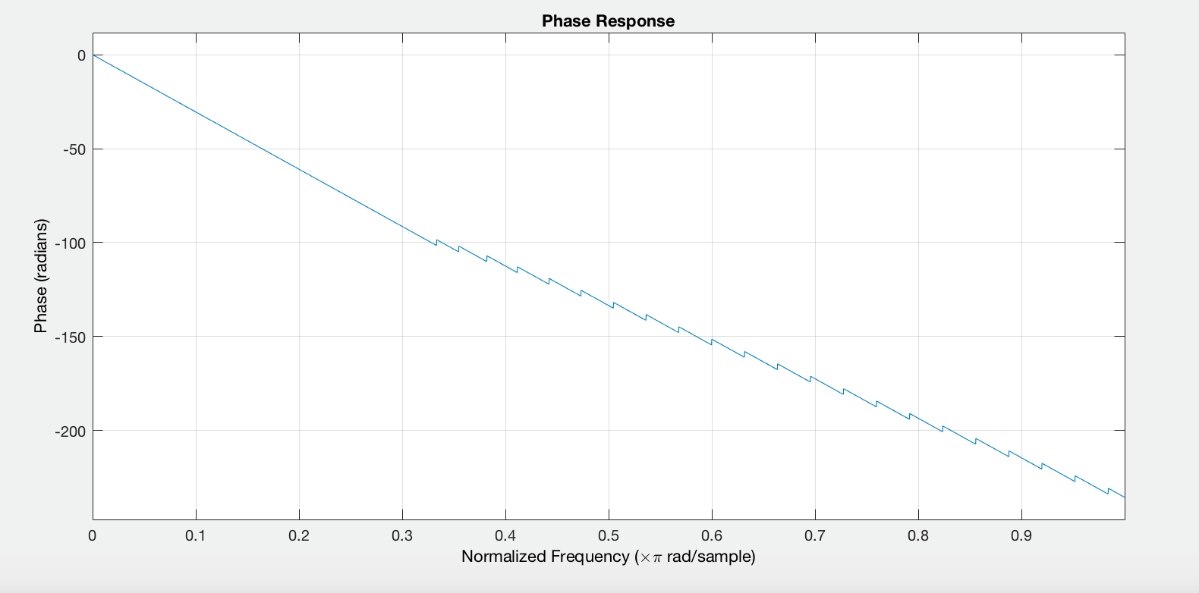 Phase Response
0
-50
-100
-150
-200
Phase (radians)
0 0.1 0.2 0.3 0.4 0.5 0.6 0.7 0.8 0.9
Normalized Frequency (×π rad/sample)